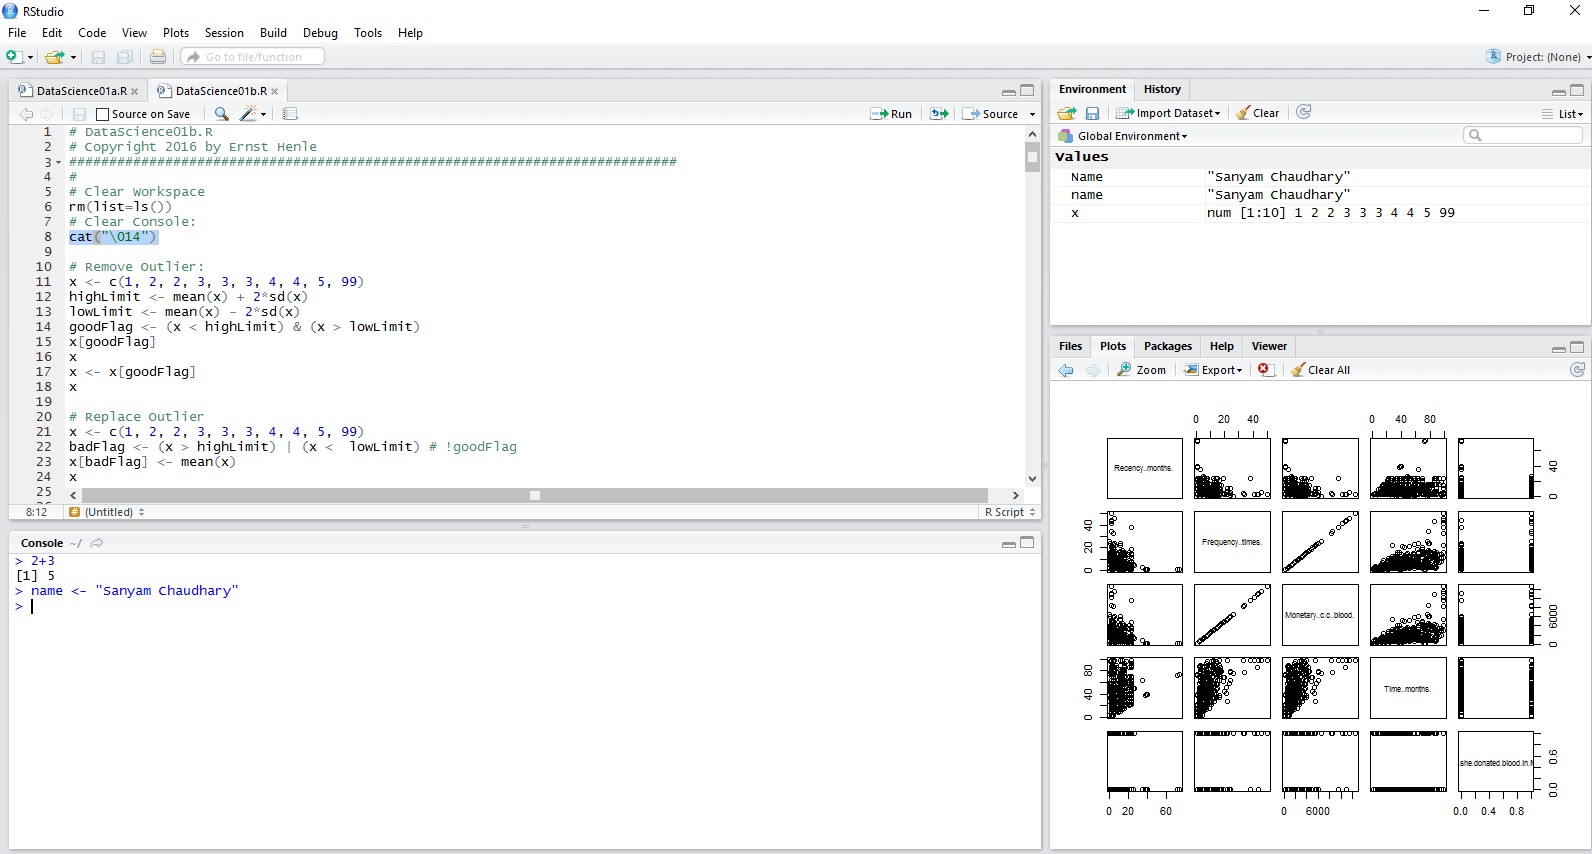 RStudio
File Edit Code View Plots Session Build Debug Tools Help
Go to file/function
Project: (None)
DataScience01a.R
DataScience01b.R
Source on Save
Run
Source
1 # DataScience01b.R
2 # Copyright 2016 by Ernst Henle
3 ##############################################################################
4 #
5 # Clear Workspace
6 rm(list=ls())
7 # Clear Console:
8 cat("\014")
9
10 # Remove Outlier:
11 x <- c(1, 2, 2, 3, 3, 3, 4, 4, 5, 99)
12 highLimit <- mean(x) + 2*sd(x)
13 lowLimit <- mean(x) - 2*sd(x)
14 goodFlag <- (x < highLimit) & (x > lowLimit)
15 x[goodFlag]
16 x
17 x <- x[goodFlag]
18 x
19
20 # Replace Outlier
21 x <- c(1, 2, 2, 3, 3, 3, 4, 4, 5, 99)
22 badFlag <- (x > highLimit) | (x <  lowLimit) # !goodFlag
23 x[badFlag] <- mean(x)
24 x
25
8:12 # (Untitled) R Script
Console ~/
> 2+3
[1] 5
> name <- "Sanyam Chaudhary"
>
Environment History
Import Dataset Clear List
Global Environment
Values
Name "Sanyam Chaudhary"
name "Sanyam Chaudhary"
x num [1:10] 1 2 2 3 3 3 4 4 5 99
Files Plots Packages Help Viewer
Zoom Export Clear All
0 20 40 0 40 80
Recency..months.
0 40
Frequency..times.
0 20 40
Monetary..c.c..blood.
0 6000
Time..months.
0 40 80
.she.donated.blood.in.M
0.0 0.6
0 20 60 0 6000 0.0 0.4 0.8